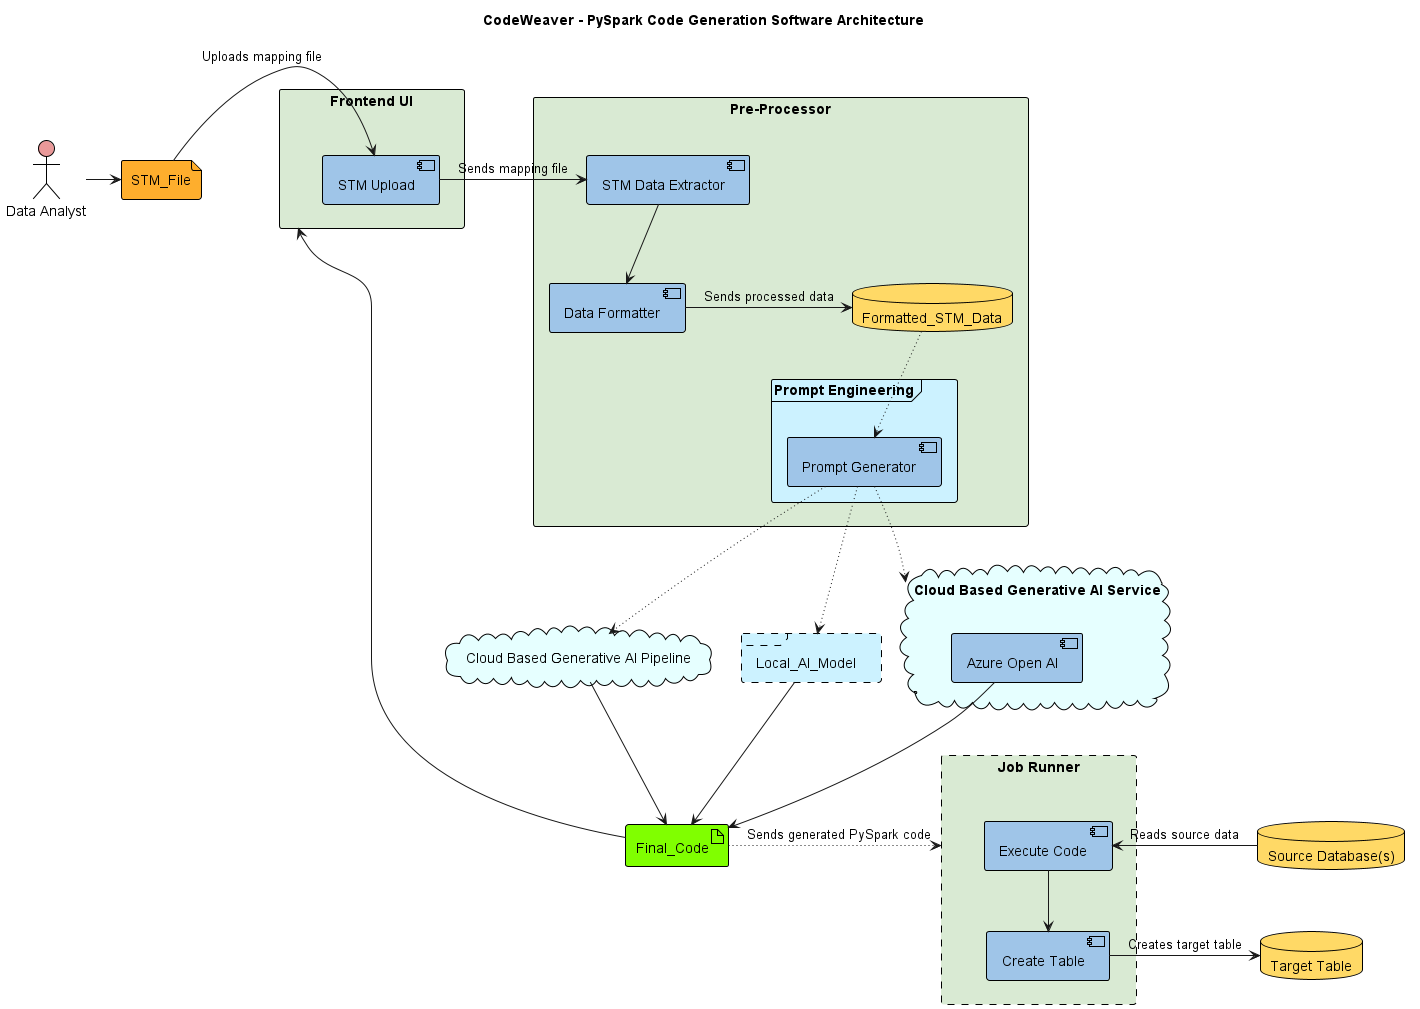 CodeWeaver - PySpark Code Generation Software Architecture
Uploads mapping file
Frontend UI
Pre-Processor
STM_File
STM Upload
Sends mapping file
STM Data Extractor
Data Analyst
Data Formatter
Sends processed data
Formatted_STM_Data
Prompt Engineering
Prompt Generator
Cloud Based Generative AI Service
Cloud Based Generative AI Pipeline
Local_AI_Model
Azure Open AI
Job Runner
Final_Code
Sends generated PySpark code
Execute Code
Reads source data
Source Database(s)
Create Table
Creates target table
Target Table